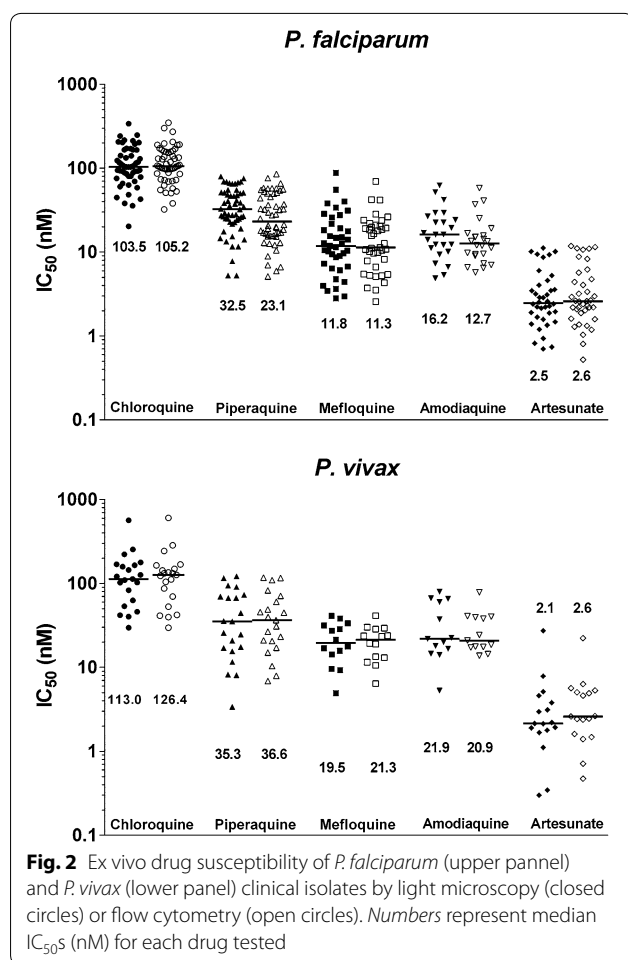 P. falciparum
1000
100
10
1
0.1
IC50 (nM)
103.5 105.2
32.5 23.1
11.8 11.3
16.2 12.7
2.5 2.6
Chloroquine Piperaquine Mefloquine Amodiaquine Artesunate
P. vivax
1000
100
10
1
0.1
IC50 (nM)
113.0 126.4
35.3 36.6
19.5 21.3
21.9 20.9
2.1 2.6
Chloroquine Piperaquine Mefloquine Amodiaquine Artesunate
Fig. 2 Ex vivo drug susceptibility of P. falciparum (upper pannel)
and P. vivax (lower panel) clinical isolates by light microscopy (closed
circles) or flow cytometry (open circles). Numbers represent median
IC50s (nM) for each drug tested